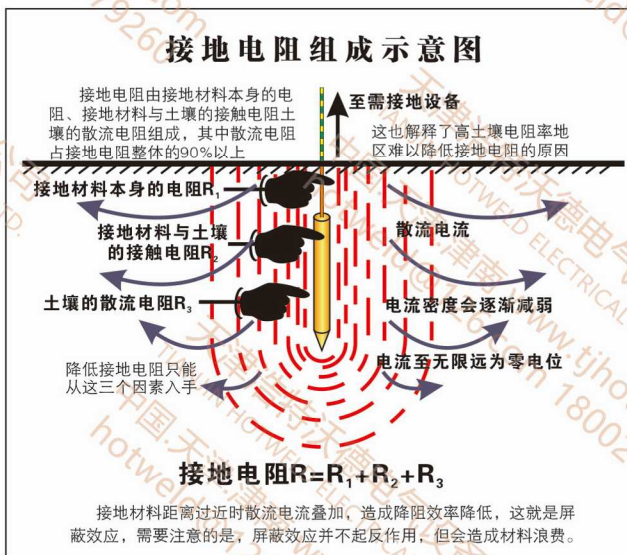 接地电阻组成示意图
接地电阻由接地材料本身的电
阻、接地材料与土壤的接触电阻土
壤的散流电阻组成，其中散流电阻
占接地电阻整体的90%以上
至需接地设备
这也解释了高土壤电阻率地
区难以降低接地电阻的原因
接地材料本身的电阻R₁
接地材料与土壤
的接触电阻R₂
散流电流
土壤的散流电阻R₃
电流密度会逐渐减弱
降低接地电阻只能
从这三个因素入手
电流至无限远为零电位
接地电阻R=R₁+R₂+R₃
接地材料距离过近时散流电流叠加，造成降阻效率降低，这就是屏
蔽效应，需要注意的是，屏蔽效应并不起反作用，但会造成材料浪费。